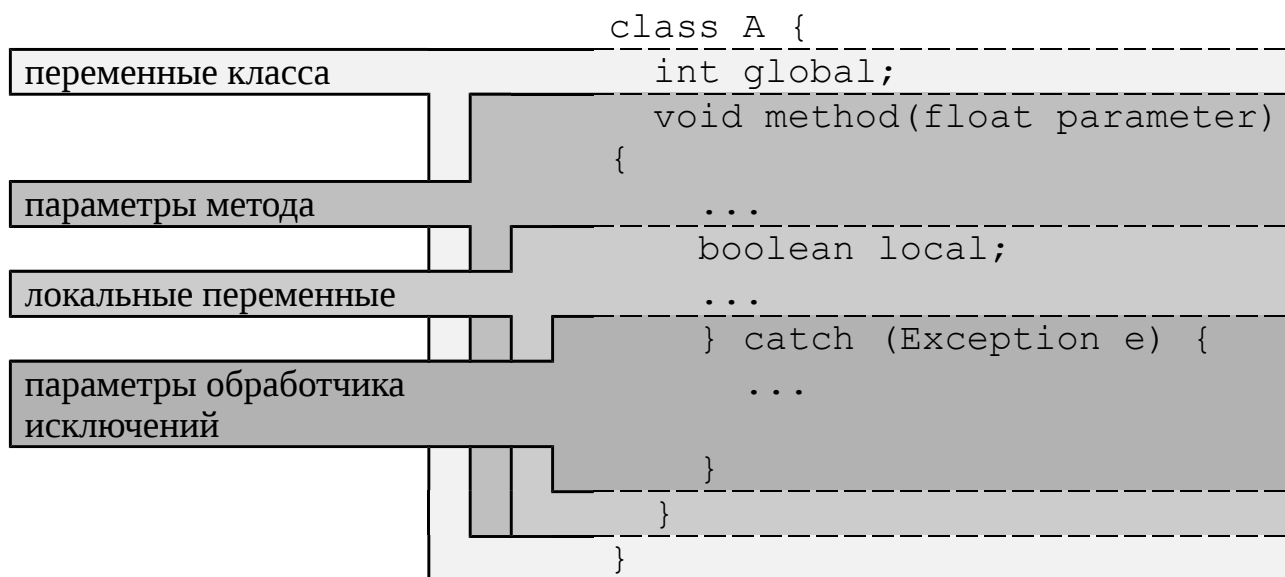 class A {
переменные класса
int global;
void method(float parameter)
{
параметры метода
...
boolean local;
локальные переменные
...
} catch (Exception e) {
параметры обработчика
исключений
...
}
}
}